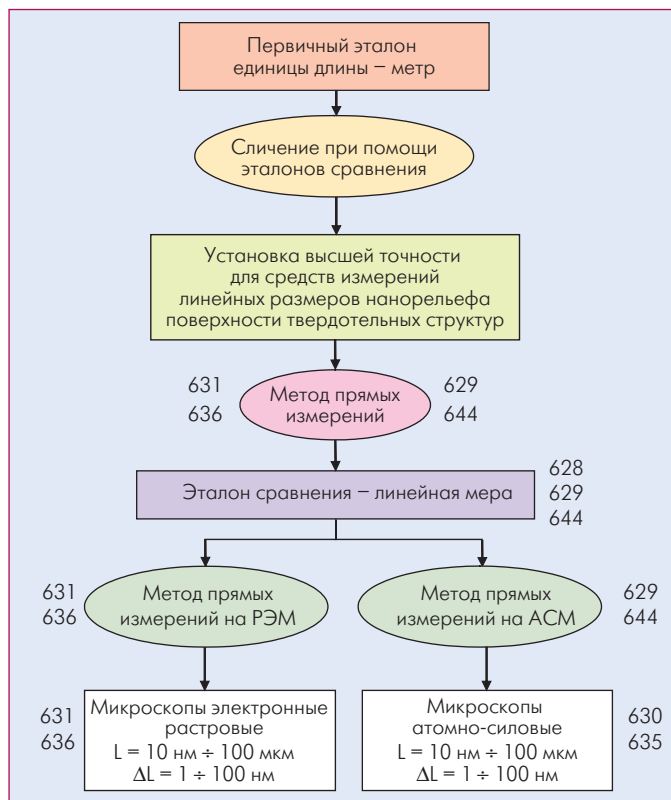 Первичный эталон
единицы длины – метр
Сличение при помощи
эталонов сравнения
Установка высшей точности
для средств измерений
линейных размеров нанорельефа
поверхности твердотельных структур
631
636
Метод прямых
измерений
629
644
Эталон сравнения – линейная мера
628
629
644
631
636
Метод прямых
измерений на РЭМ
Метод прямых
измерений на АСМ
629
644
631
636
Микроскопы электронные
растровые
L = 10 нм ÷ 100 мкм
ΔL = 1 ÷ 100 нм
Микроскопы
атомно-силовые
L = 10 нм ÷ 100 мкм
ΔL = 1 ÷ 100 нм
630
635